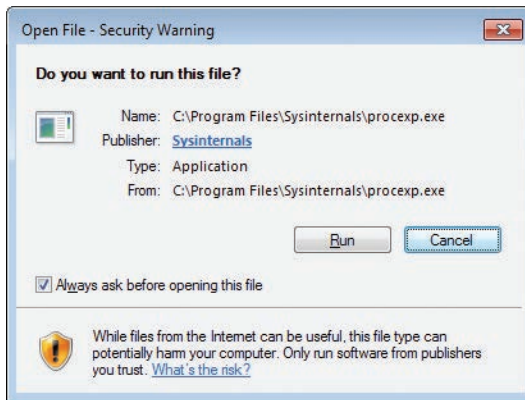 Open File - Security Warning
Do you want to run this file?
Name: C:\Program Files\Sysinternals\procexp.exe
Publisher: Sysinternals
Type: Application
From: C:\Program Files\Sysinternals\procexp.exe
Run Cancel
Always ask before opening this file
While files from the Internet can be useful, this file type can
potentially harm your computer. Only run software from publishers
you trust. What's the risk?